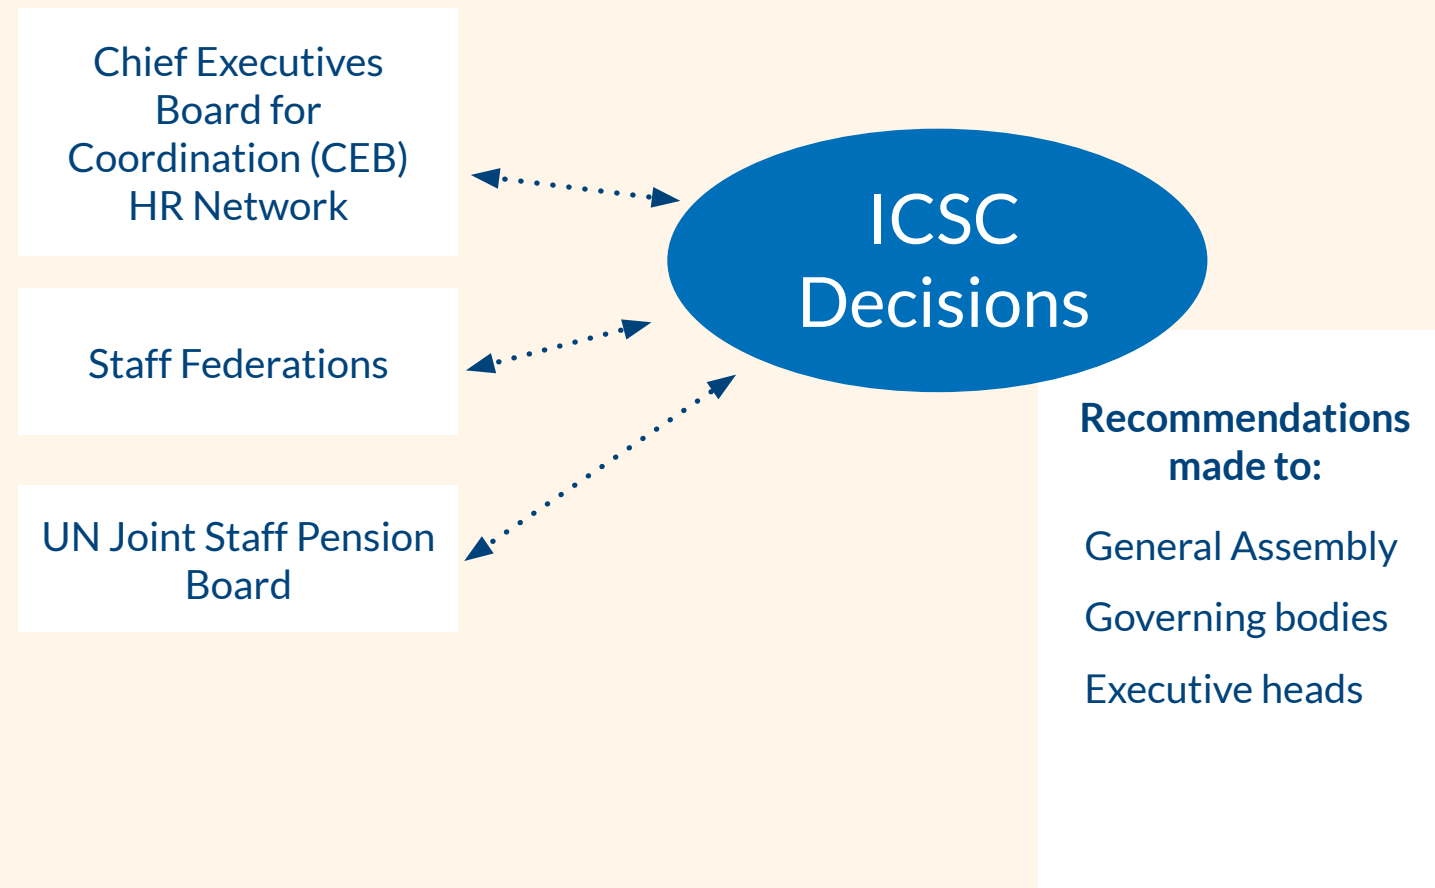 Chief Executives
Board for
Coordination (CEB)
HR Network
Staff Federations
UN Joint Staff Pension
Board
ICSC
Decisions
Recommendations
made to:
General Assembly
Governing bodies
Executive heads